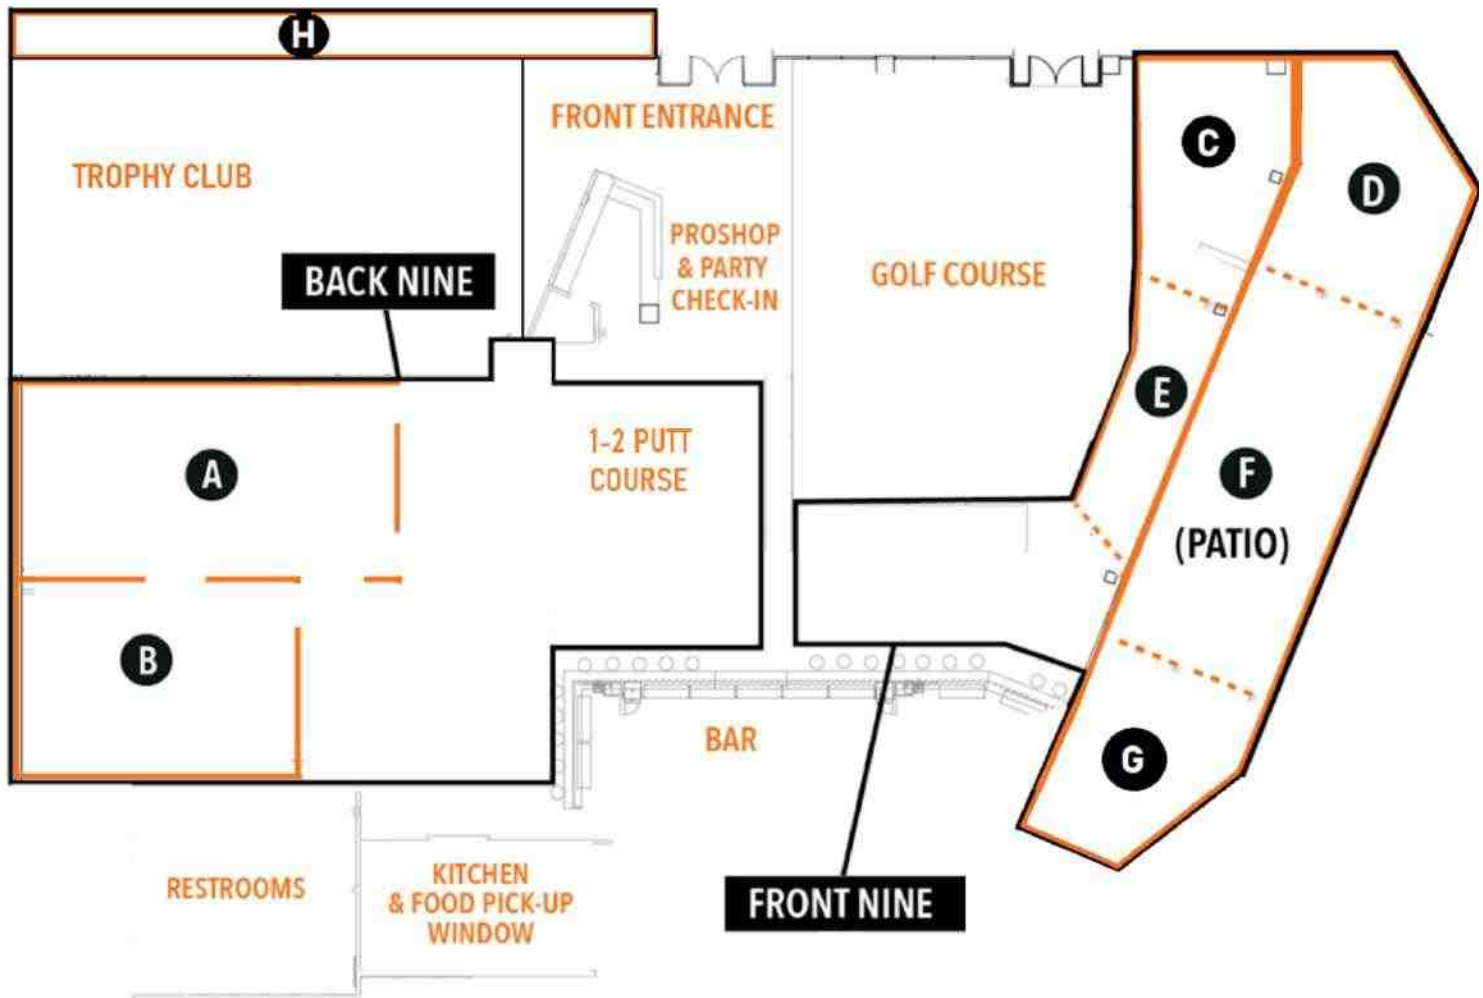 H
FRONT ENTRANCE
TROPHY CLUB
C
D
PROSHOP
& PARTY
CHECK-IN
BACK NINE
GOLF COURSE
E
1-2 PUTT
COURSE
A
F
(PATIO)
B
BAR
G
RESTROOMS
KITCHEN
& FOOD PICK-UP
WINDOW
FRONT NINE